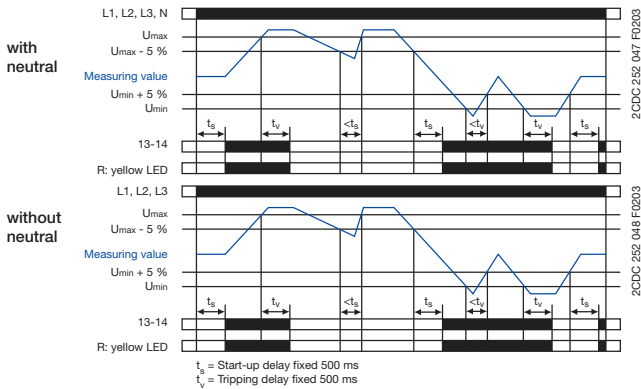 L1, L2, L3, N
with
neutral
Umax
Umax - 5 %
Measuring value
Umin + 5 %
Umin
ts tv <ts ts <tv tv ts
13-14
R: yellow LED
2CDC 252 047 F0203
L1, L2, L3
without
neutral
Umax
Umax - 5 %
Measuring value
Umin + 5 %
Umin
ts tv <ts ts <tv tv ts
13-14
R: yellow LED
2CDC 252 048 F0203
ts = Start-up delay fixed 500 ms
tv = Tripping delay fixed 500 ms